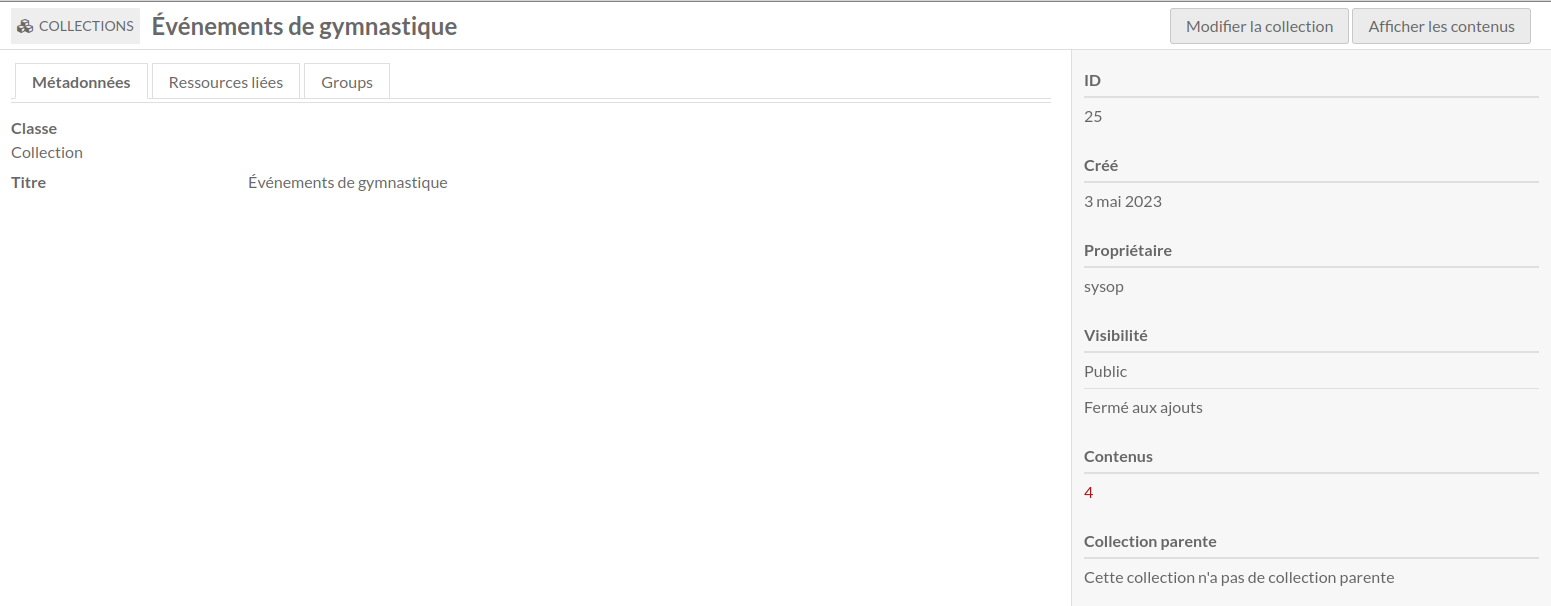 COLLECTIONS Événements de gymnastique
Modifier la collection Afficher les contenus
Métadonnées Ressources liées Groups
Classe
Collection
Titre Événements de gymnastique
ID
25
Créé
3 mai 2023
Propriétaire
sysop
Visibilité
Public
Fermé aux ajouts
Contenus
4
Collection parente
Cette collection n'a pas de collection parente